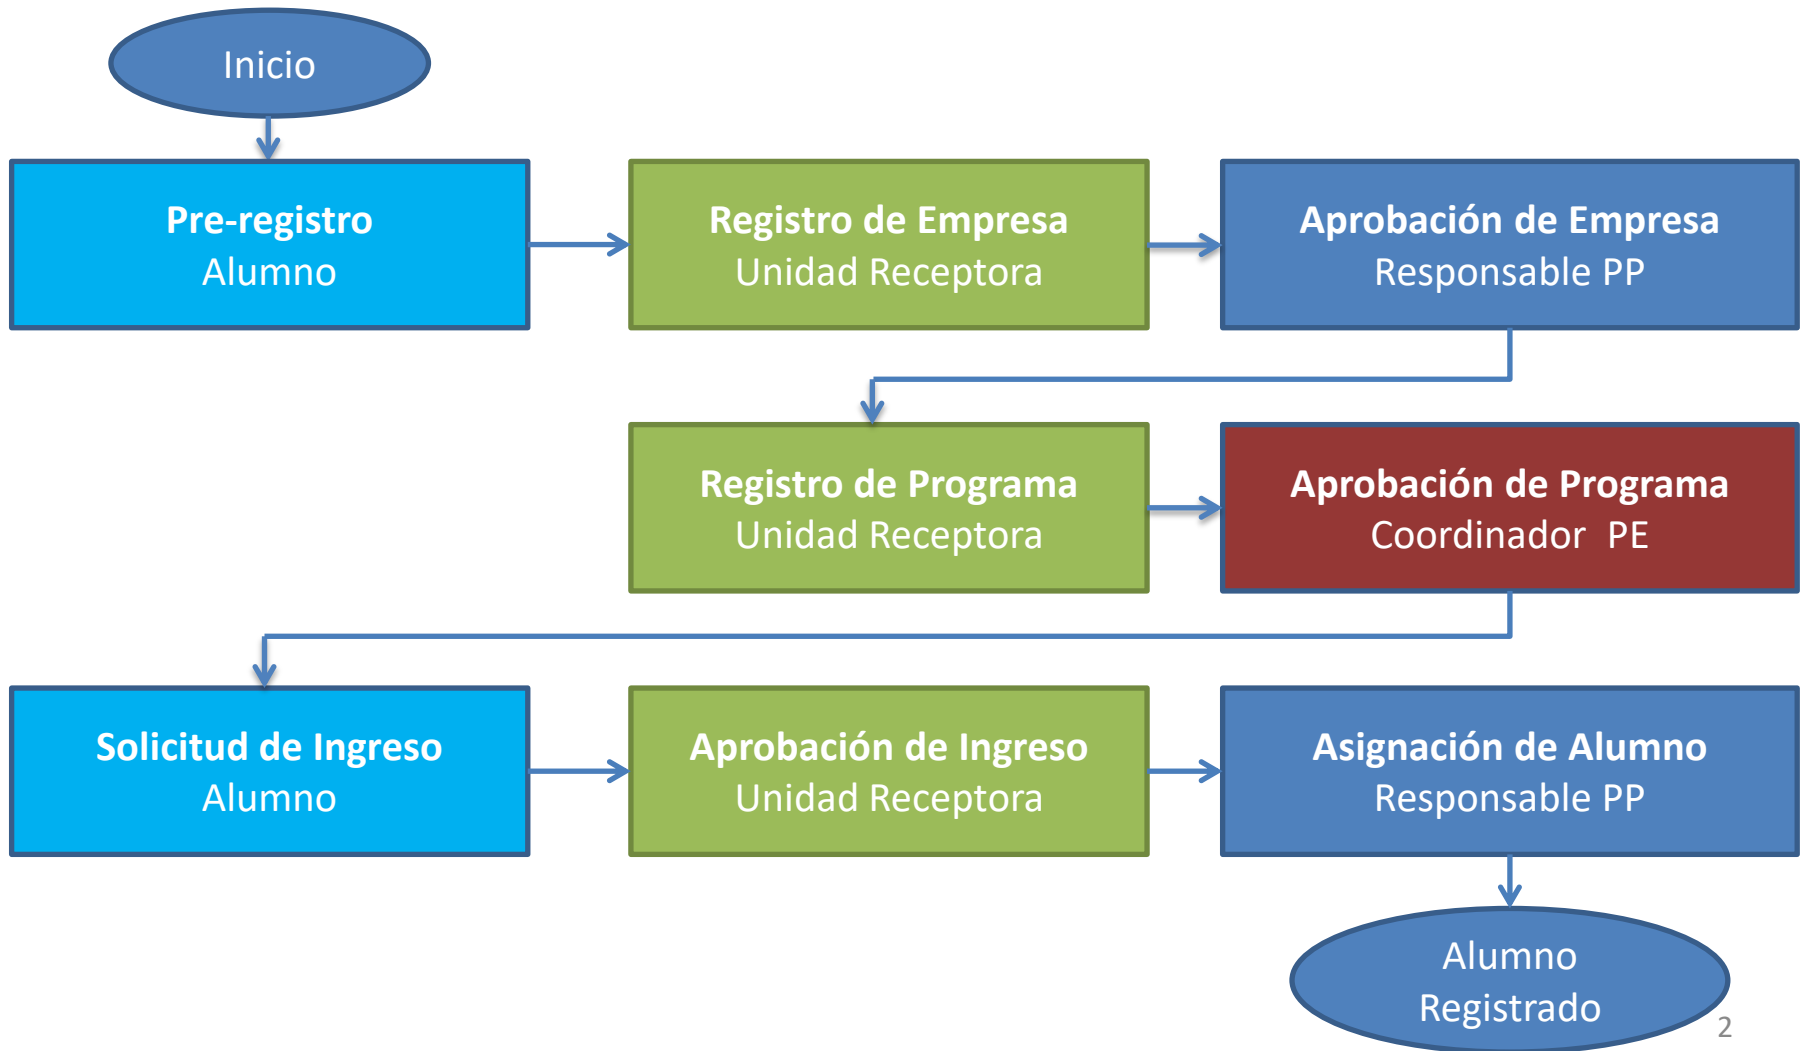 Inicio
Pre-registro
Alumno
Registro de Empresa
Unidad Receptora
Aprobación de Empresa
Responsable PP
Registro de Programa
Unidad Receptora
Aprobación de Programa
Coordinador  PE
Solicitud de Ingreso
Alumno
Aprobación de Ingreso
Unidad Receptora
Asignación de Alumno
Responsable PP
Alumno
Registrado
2